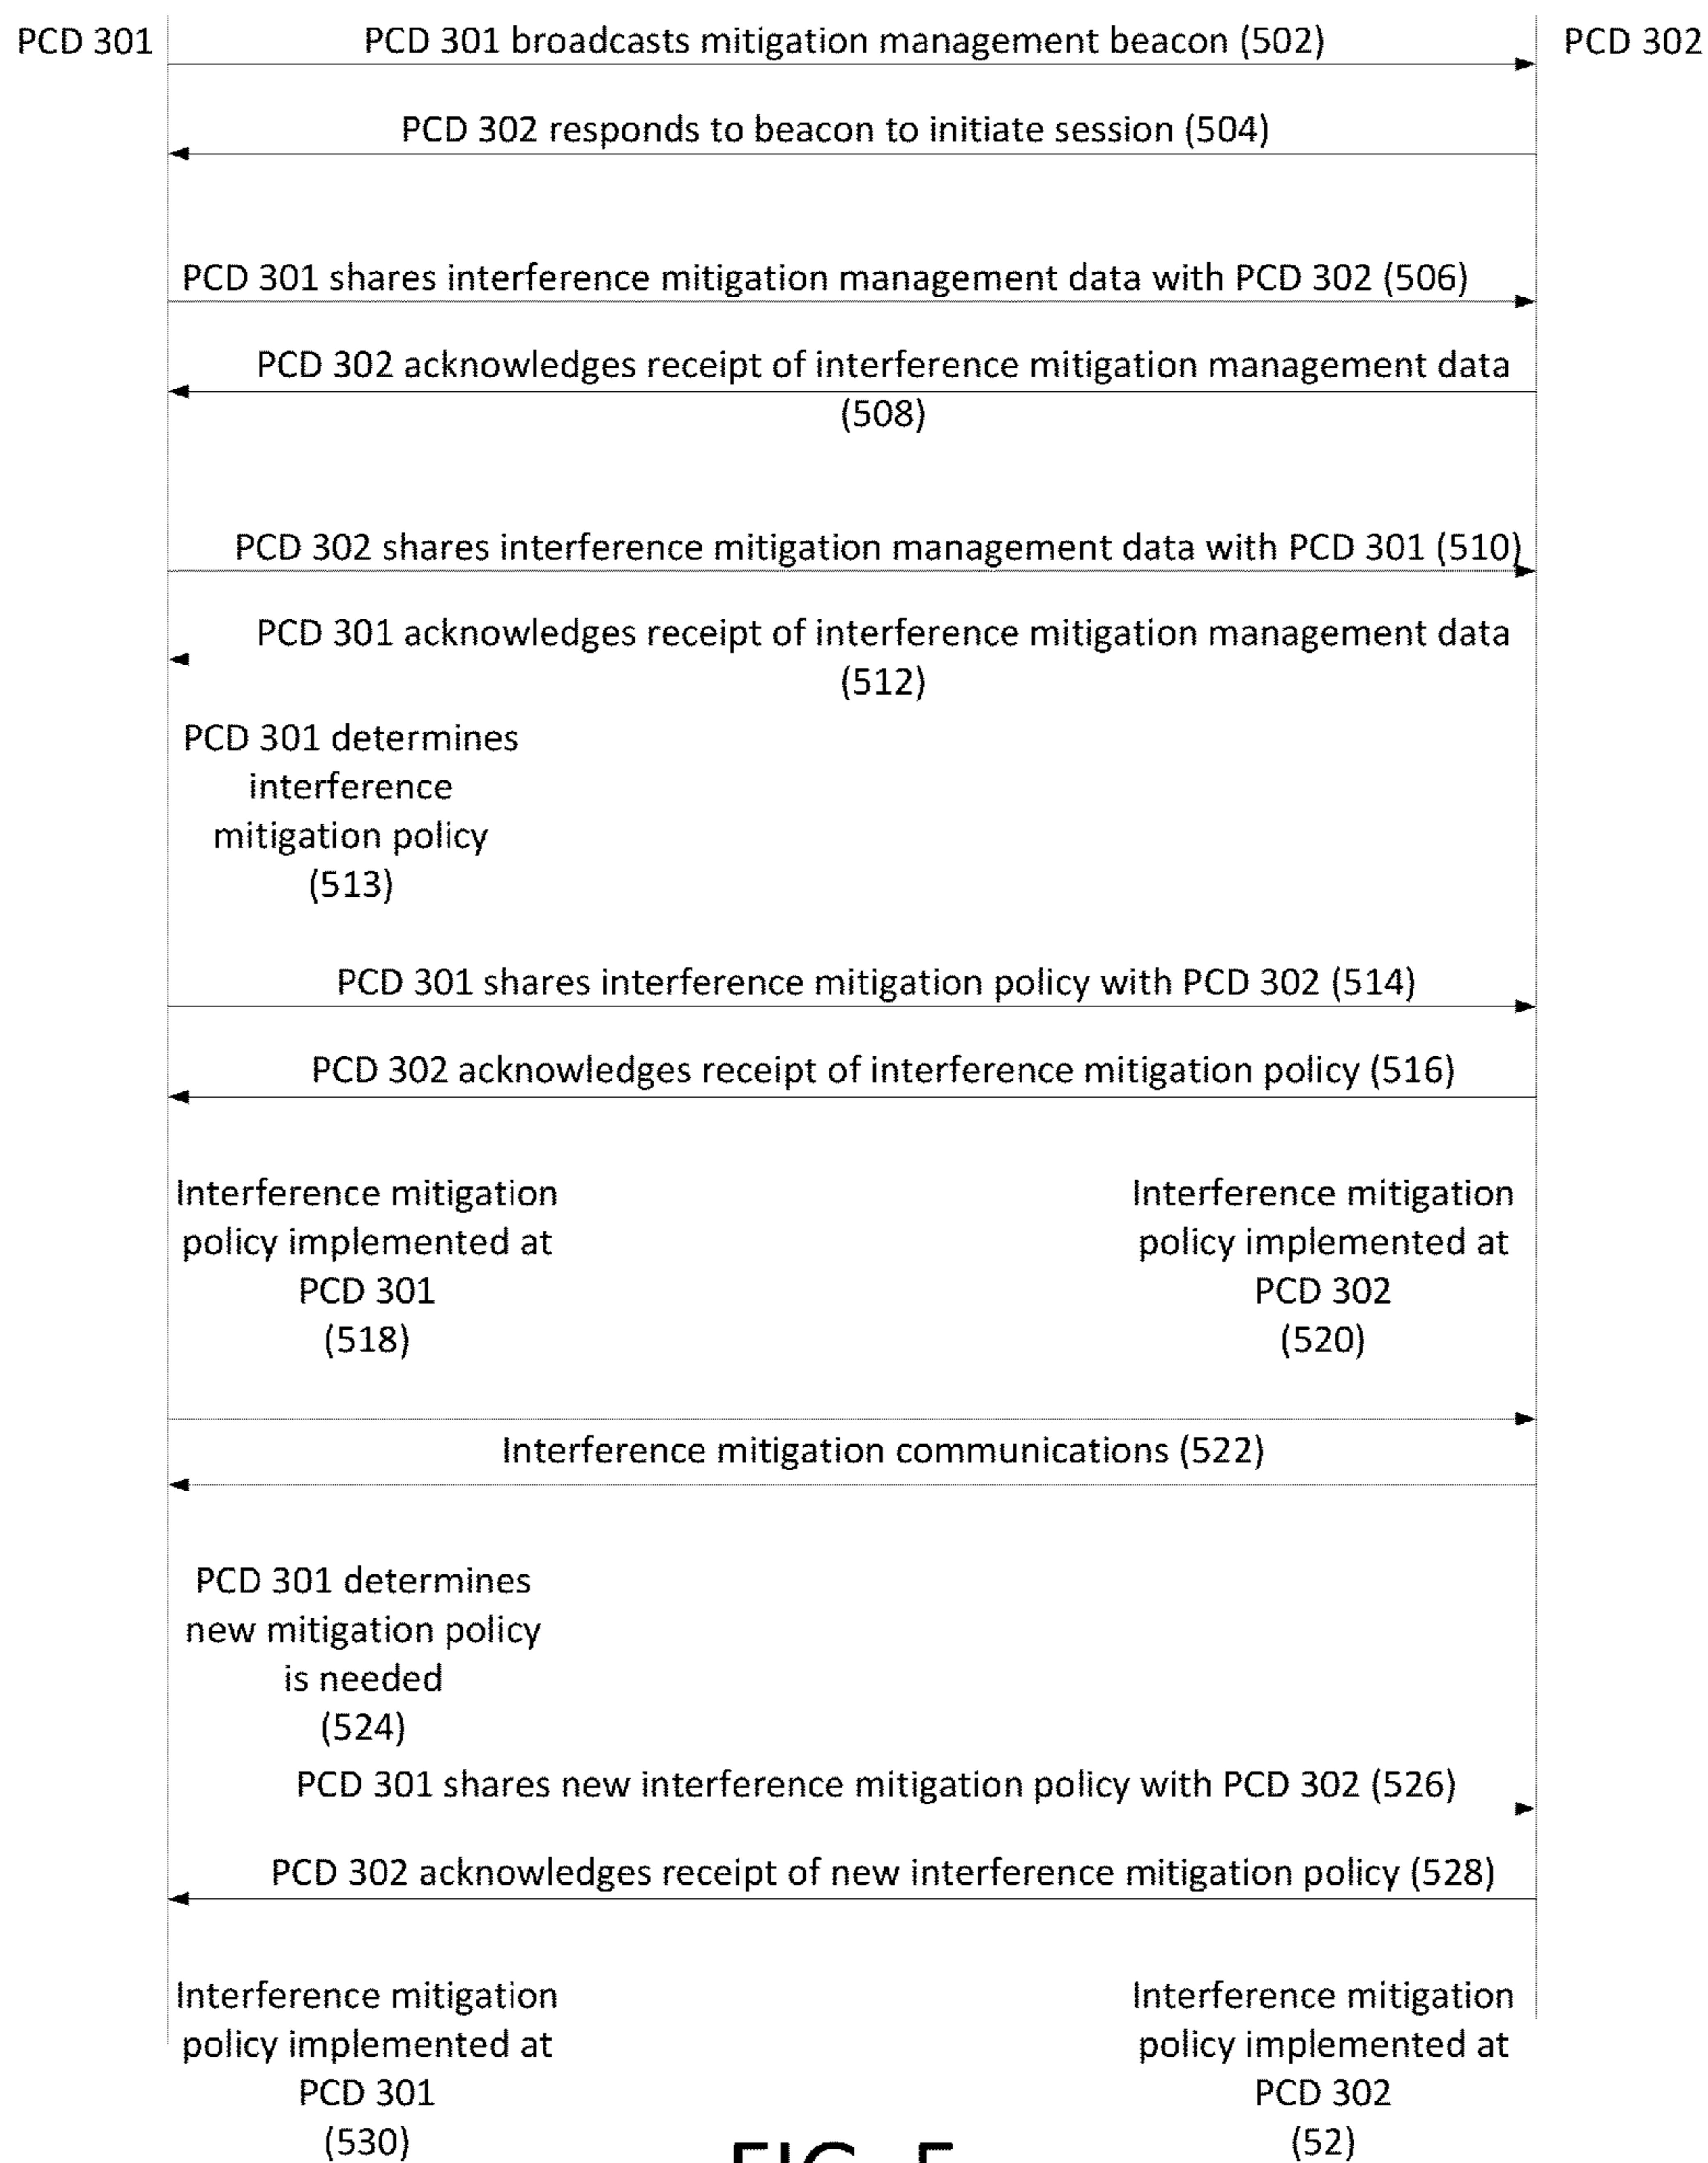 PCD 301
PCD 301 broadcasts mitigation management beacon (502)
PCD 302
PCD 302 responds to beacon to initiate session (504)
PCD 301 shares interference mitigation management data with PCD 302 (506)
PCD 302 acknowledges receipt of interference mitigation management data
(508)
PCD 302 shares interference mitigation management data with PCD 301 (510)
PCD 301 acknowledges receipt of interference mitigation management data
(512)
PCD 301 determines
interference
mitigation policy
(513)
PCD 301 shares interference mitigation policy with PCD 302 (514)
PCD 302 acknowledges receipt of interference mitigation policy (516)
Interference mitigation
policy implemented at
PCD 301
(518)
Interference mitigation
policy implemented at
PCD 302
(520)
Interference mitigation communications (522)
PCD 301 determines
new mitigation policy
is needed
(524)
PCD 301 shares new interference mitigation policy with PCD 302 (526)
PCD 302 acknowledges receipt of new interference mitigation policy (528)
Interference mitigation
policy implemented at
PCD 301
(530)
Interference mitigation
policy implemented at
PCD 302
(52)